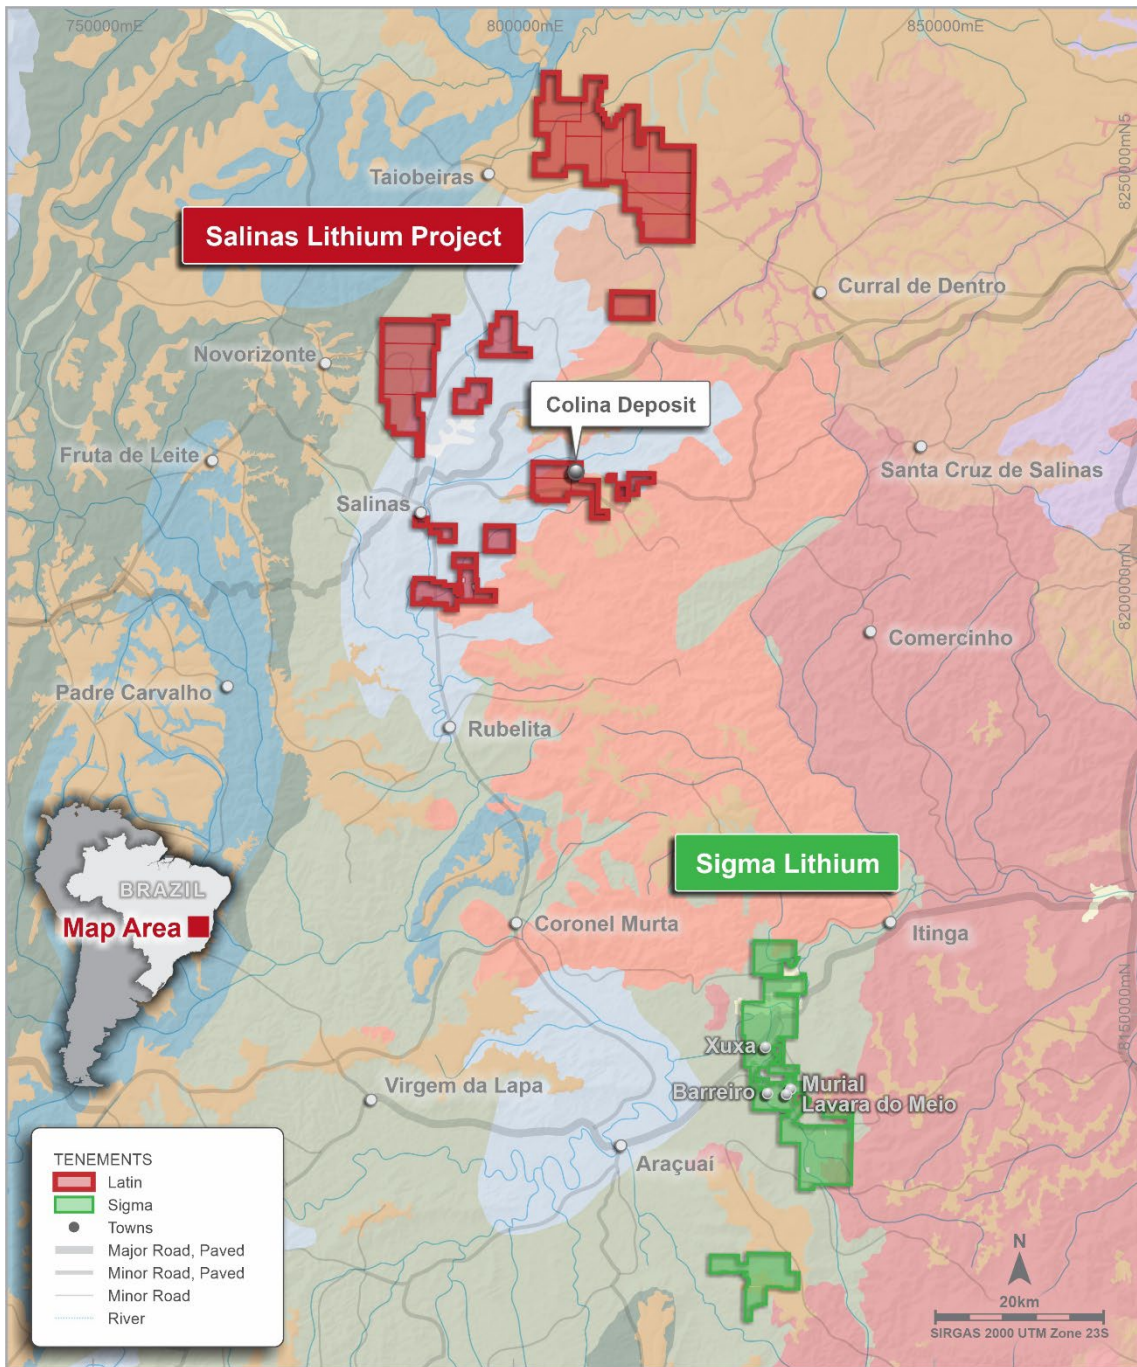 750000mE
800000mE
850000mE
8250000mN5
Taiobeiras
Salinas Lithium Project
Curral de Dentro
Novorizonte
Colina Deposit
Fruta de Leite
Santa Cruz de Salinas
Salinas
8200000mN
Comercinho
Padre Carvalho
Rubelita
Sigma Lithium
BRAZIL
Map Area
Coronel Murta
Itinga
8150000mN
Xuxa
Murial
Barreiro
Lavara do Meio
Virgem da Lapa
Araçuaí
TENEMENTS
Latin
Sigma
Towns
Major Road, Paved
Minor Road, Paved
Minor Road
River
N
20km
SIRGAS 2000 UTM Zone 23S